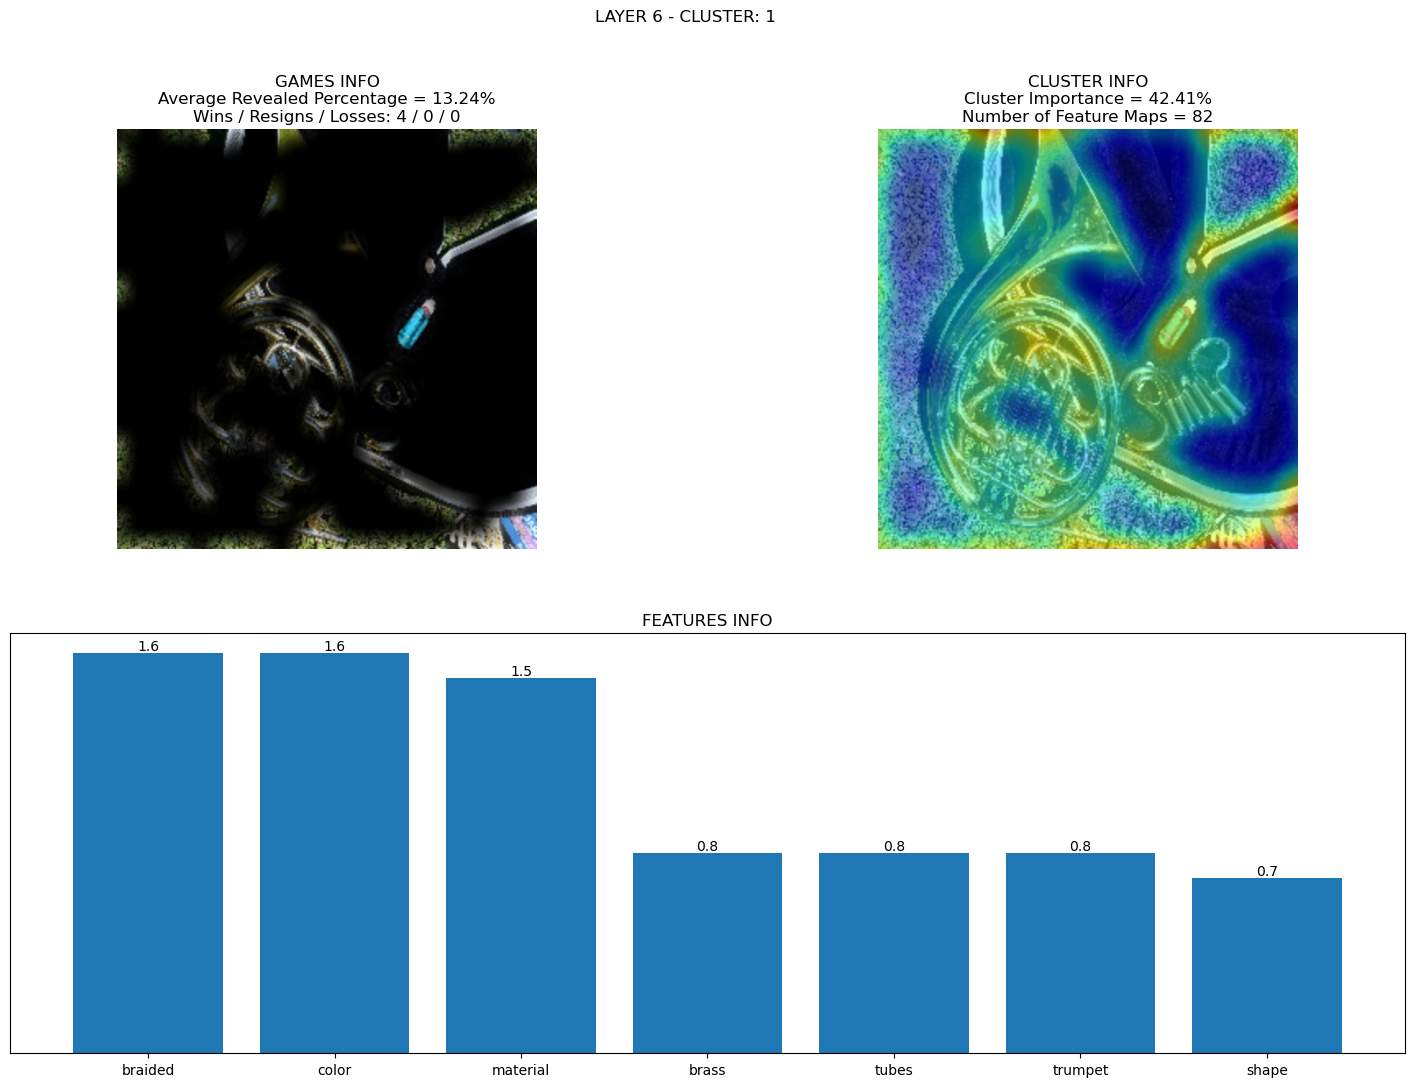 LAYER 6 - CLUSTER: 1
GAMES INFO
Average Revealed Percentage = 13.24%
Wins / Resigns / Losses: 4 / 0 / 0
CLUSTER INFO
Cluster Importance = 42.41%
Number of Feature Maps = 82
FEATURES INFO
1.6 1.6 1.5 0.8 0.8 0.8 0.7
braided color material brass tubes trumpet shape